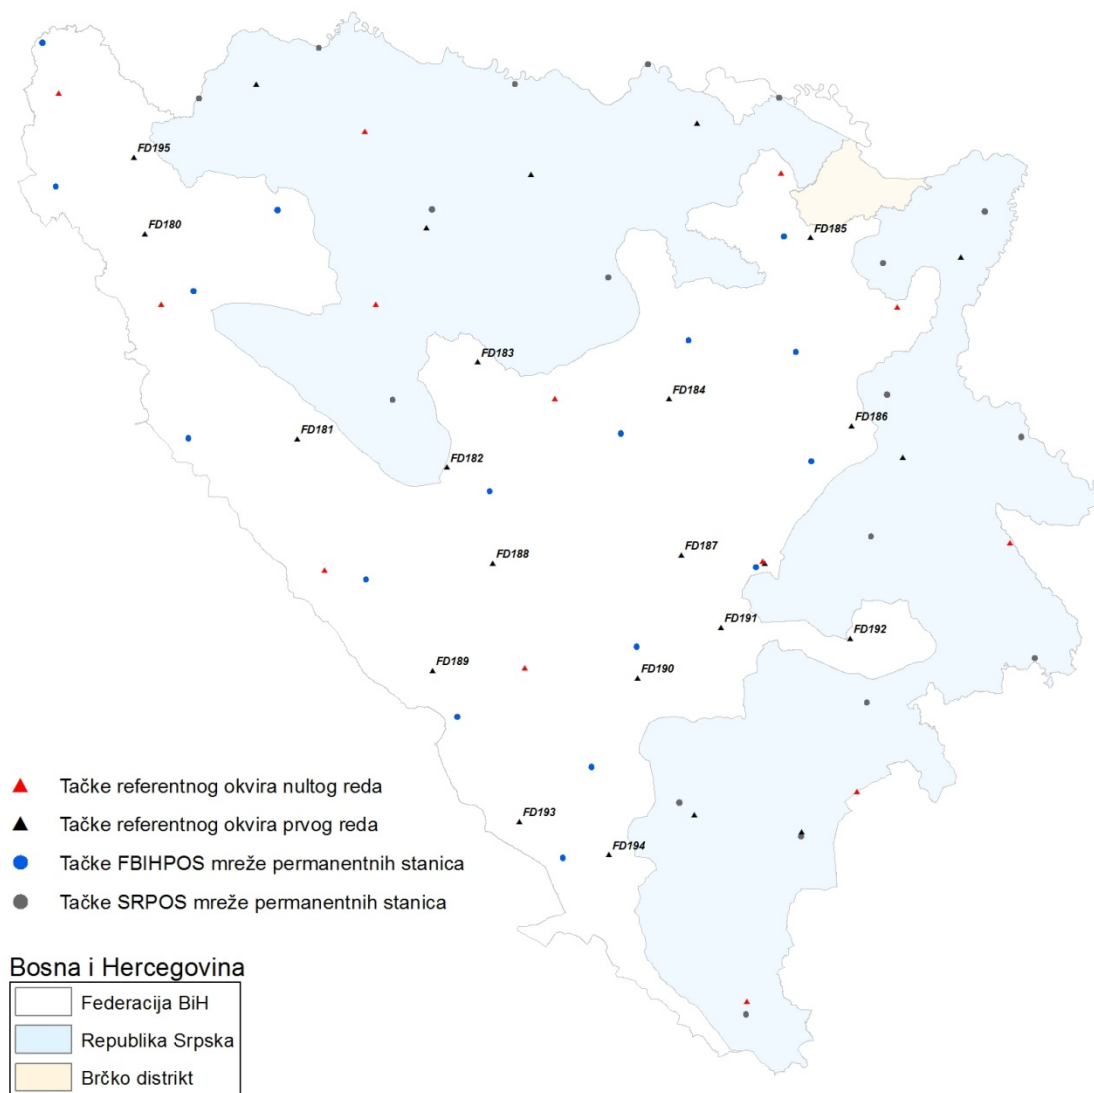 FD195
FD180
FD185
FD183
FD184
FD181
FD186
FD182
FD187
FD188
FD191
FD192
FD189
FD190
FD193
FD194
Tačke referentnog okvira nultog reda
Tačke referentnog okvira prvog reda
Tačke FBIHPOS mreže permanentnih stanica
Tačke SRPOS mreže permanentnih stanica
Bosna i Hercegovina
Federacija BiH
Republika Srpska
Brčko distrikt